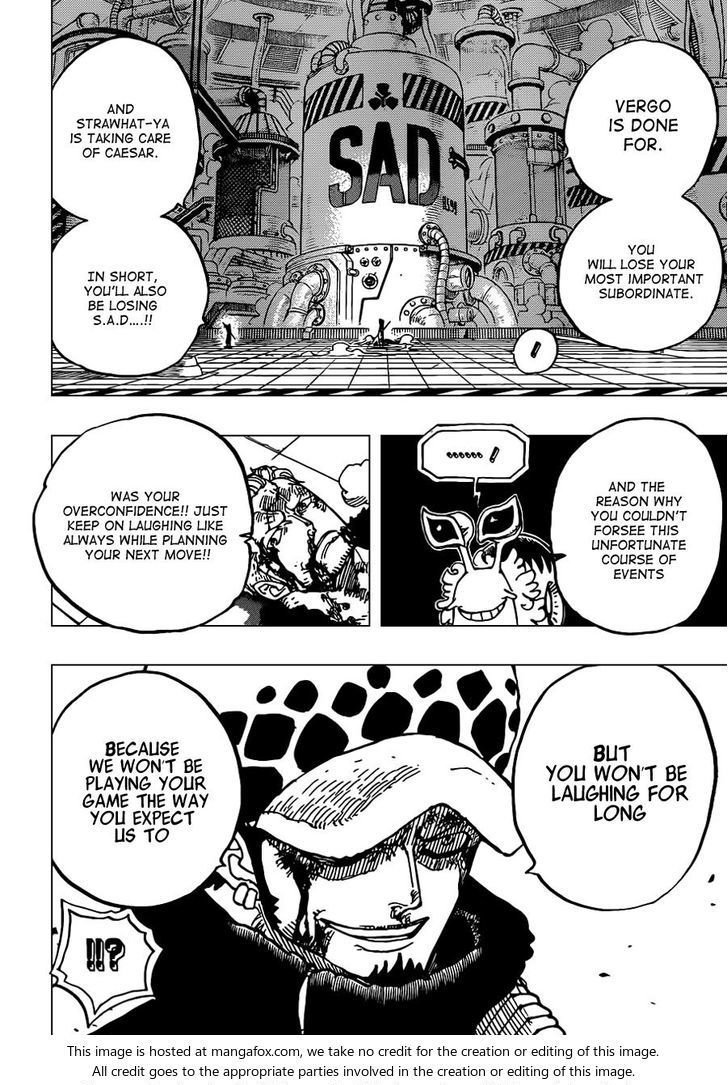 VERGO
IS DONE
FOR.
YOU
WILL LOSE YOUR
MOST IMPORTANT
SUBORDINATE.
AND
STRAWHAT-YA
IS TAKING CARE
OF CAESAR.
IN SHORT,
YOU'LL ALSO
BE LOSING
S.A.D....!!
SAD
!
AND THE
REASON WHY
YOU COULDN'T
FORSEE THIS
UNFORTUNATE
COURSE OF
EVENTS
...... !
WAS YOUR
OVERCONFIDENCE!! JUST
KEEP ON LAUGHING LIKE
ALWAYS WHILE PLANNING
YOUR NEXT MOVE!!
BUT
YOU WON'T BE
LAUGHING FOR
LONG
BECAUSE
WE WON'T BE
PLAYING YOUR
GAME THE WAY
YOU EXPECT
US TO
!!?
This image is hosted at mangafox.com, we take no credit for the creation or editing of this image.
All credit goes to the appropriate parties involved in the creation or editing of this image.